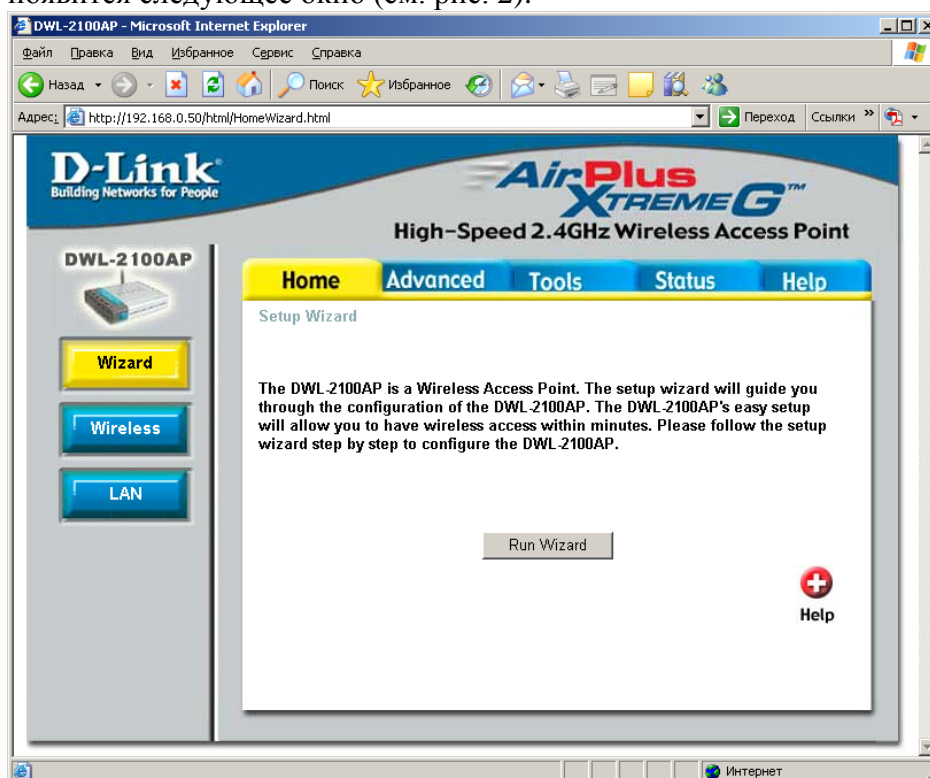 появится следующее окно (см. рис. 2).
DWL-2100AP - Microsoft Internet Explorer
Файл Правка Вид Избранное Сервис Справка
Назад Поиск Избранное
Адрес: http://192.168.0.50/html/HomeWizard.html Переход Ссылки »
D-Link
Building Networks for People
AirPlus
XTREME G™
High-Speed 2.4GHz Wireless Access Point
DWL-2100AP
Home Advanced Tools Status Help
Setup Wizard
Wizard
The DWL-2100AP is a Wireless Access Point. The setup wizard will guide you
through the configuration of the DWL-2100AP. The DWL-2100AP's easy setup
will allow you to have wireless access within minutes. Please follow the setup
wizard step by step to configure the DWL-2100AP.
Wireless
LAN
Run Wizard
Help
Интернет